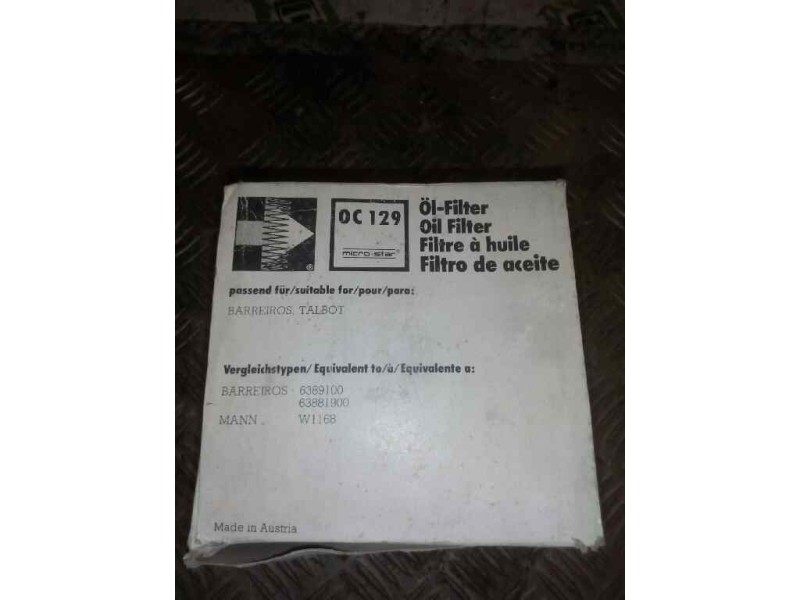 OC 129
micro-star®
®
Öl-Filter
Oil Filter
Filtre à huile
Filtro de aceite
passend für/suitable for/pour/para:
BARREIROS, TALBOT
Vergleichstypen/Equivalent to/à/Equivalente a:
BARREIROS 6369100
63881900
MANN W1168
Made in Austria